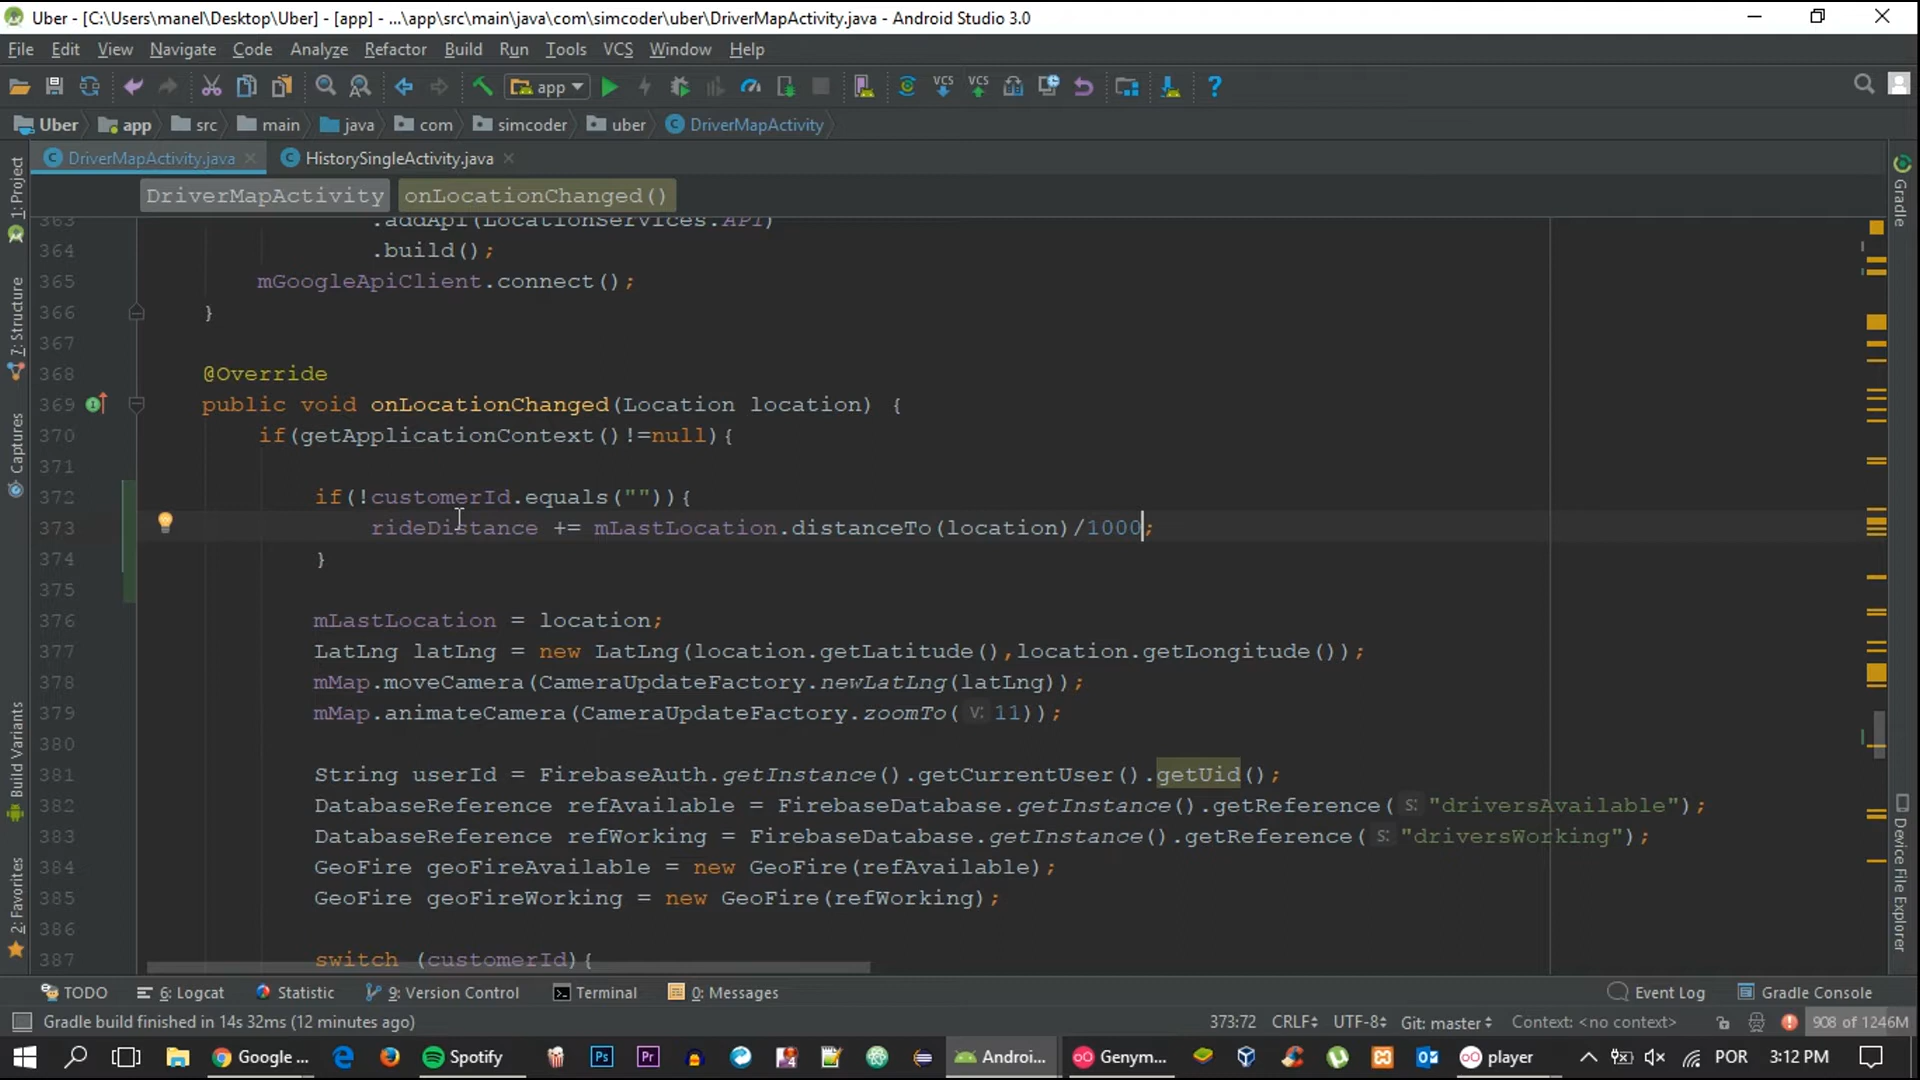 Uber - [C:\Users\manel\Desktop\Uber] - [app] - ...\app\src\main\java\com\simcoder\uber\DriverMapActivity.java - Android Studio 3.0
File Edit View Navigate Code Analyze Refactor Build Run Tools VCS Window Help
app VCS VCS ?
Uber app src main java com simcoder uber DriverMapActivity
DriverMapActivity.java HistorySingleActivity.java
DriverMapActivity onLocationChanged()
1: Project
7: Structure
Captures
Build Variants
2: Favorites
Gradle
Device File Explorer
363 .addApi(LocationServices.API)
364 .build();
365 mGoogleApiClient.connect();
366 }
367
368 @Override
369 public void onLocationChanged(Location location) {
370 if(getApplicationContext()!=null){
371
372 if(!customerId.equals("")){
373 rideDistance += mLastLocation.distanceTo(location)/1000;
374 }
375
376 mLastLocation = location;
377 LatLng latLng = new LatLng(location.getLatitude(),location.getLongitude());
378 mMap.moveCamera(CameraUpdateFactory.newLatLng(latLng));
379 mMap.animateCamera(CameraUpdateFactory.zoomTo( v: 11));
380
381 String userId = FirebaseAuth.getInstance().getCurrentUser().getUid();
382 DatabaseReference refAvailable = FirebaseDatabase.getInstance().getReference( s: "driversAvailable");
383 DatabaseReference refWorking = FirebaseDatabase.getInstance().getReference( s: "driversWorking");
384 GeoFire geoFireAvailable = new GeoFire(refAvailable);
385 GeoFire geoFireWorking = new GeoFire(refWorking);
386
387 switch (customerId){
TODO 6: Logcat Statistic 9: Version Control Terminal 0: Messages Event Log Gradle Console
Gradle build finished in 14s 32ms (12 minutes ago) 373:72 CRLF UTF-8 Git: master Context: <no context> 908 of 1246M
Google ... Spotify Ps Pr Androi... Genym... player POR 3:12 PM